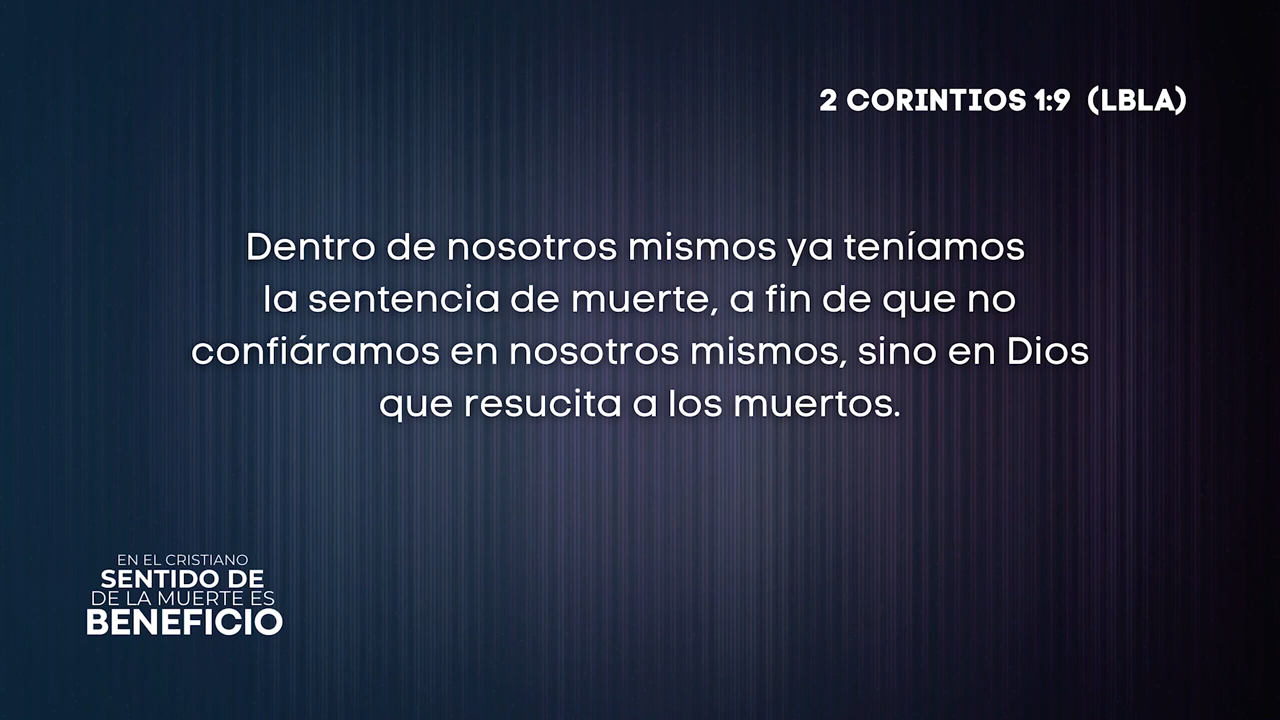 2 CORINTIOS 1:9 (LBLA)
Dentro de nosotros mismos ya teníamos
la sentencia de muerte, a fin de que no
confiáramos en nosotros mismos, sino en Dios
que resucita a los muertos.
EN EL CRISTIANO
SENTIDO DE
DE LA MUERTE ES
BENEFICIO